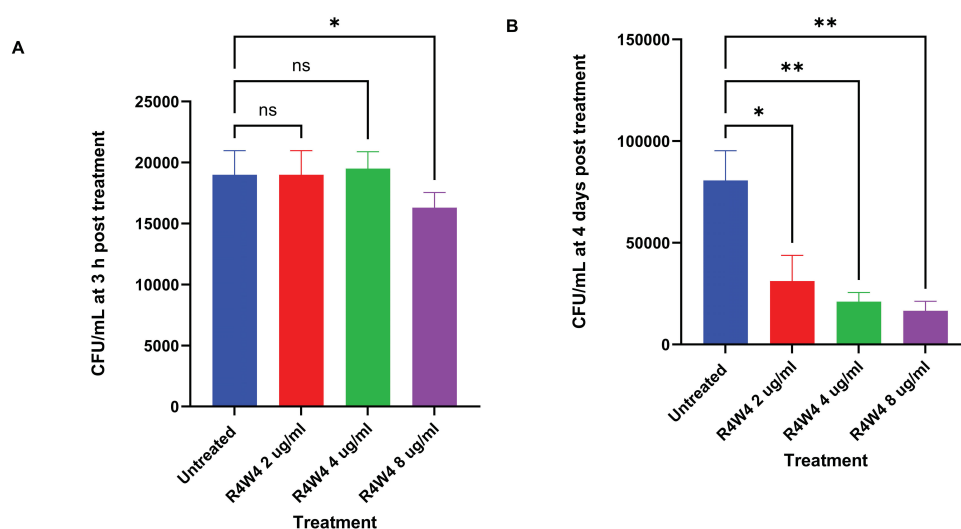 A
*
ns
ns
25000
20000
15000
10000
5000
0
CFU/mL at 3 h post treatment
Untreated
R4W4 2 ug/ml
R4W4 4 ug/ml
R4W4 8 ug/ml
Treatment
B
**
**
*
150000
100000
50000
0
CFU/mL at 4 days post treatment
Untreated
R4W4 2 ug/ml
R4W4 4 ug/ml
R4W4 8 ug/ml
Treatment